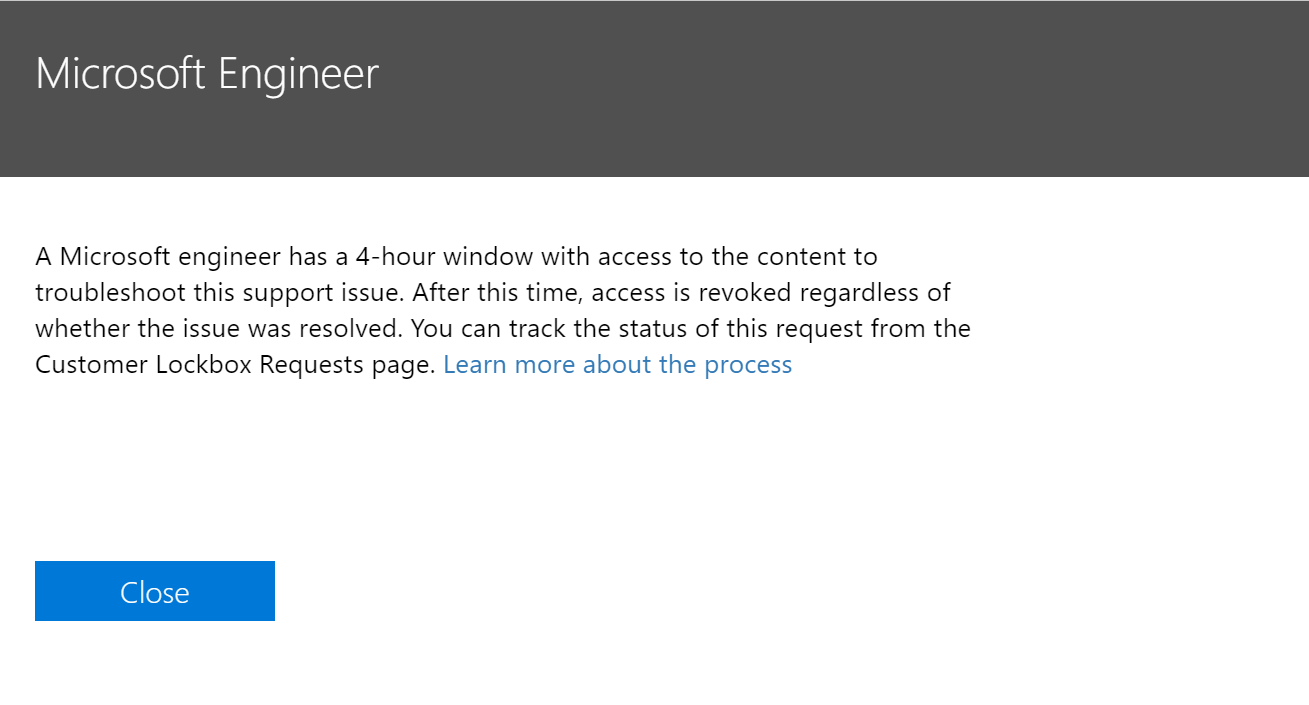 Microsoft Engineer
A Microsoft engineer has a 4-hour window with access to the content to
troubleshoot this support issue. After this time, access is revoked regardless of
whether the issue was resolved. You can track the status of this request from the
Customer Lockbox Requests page. Learn more about the process
Close